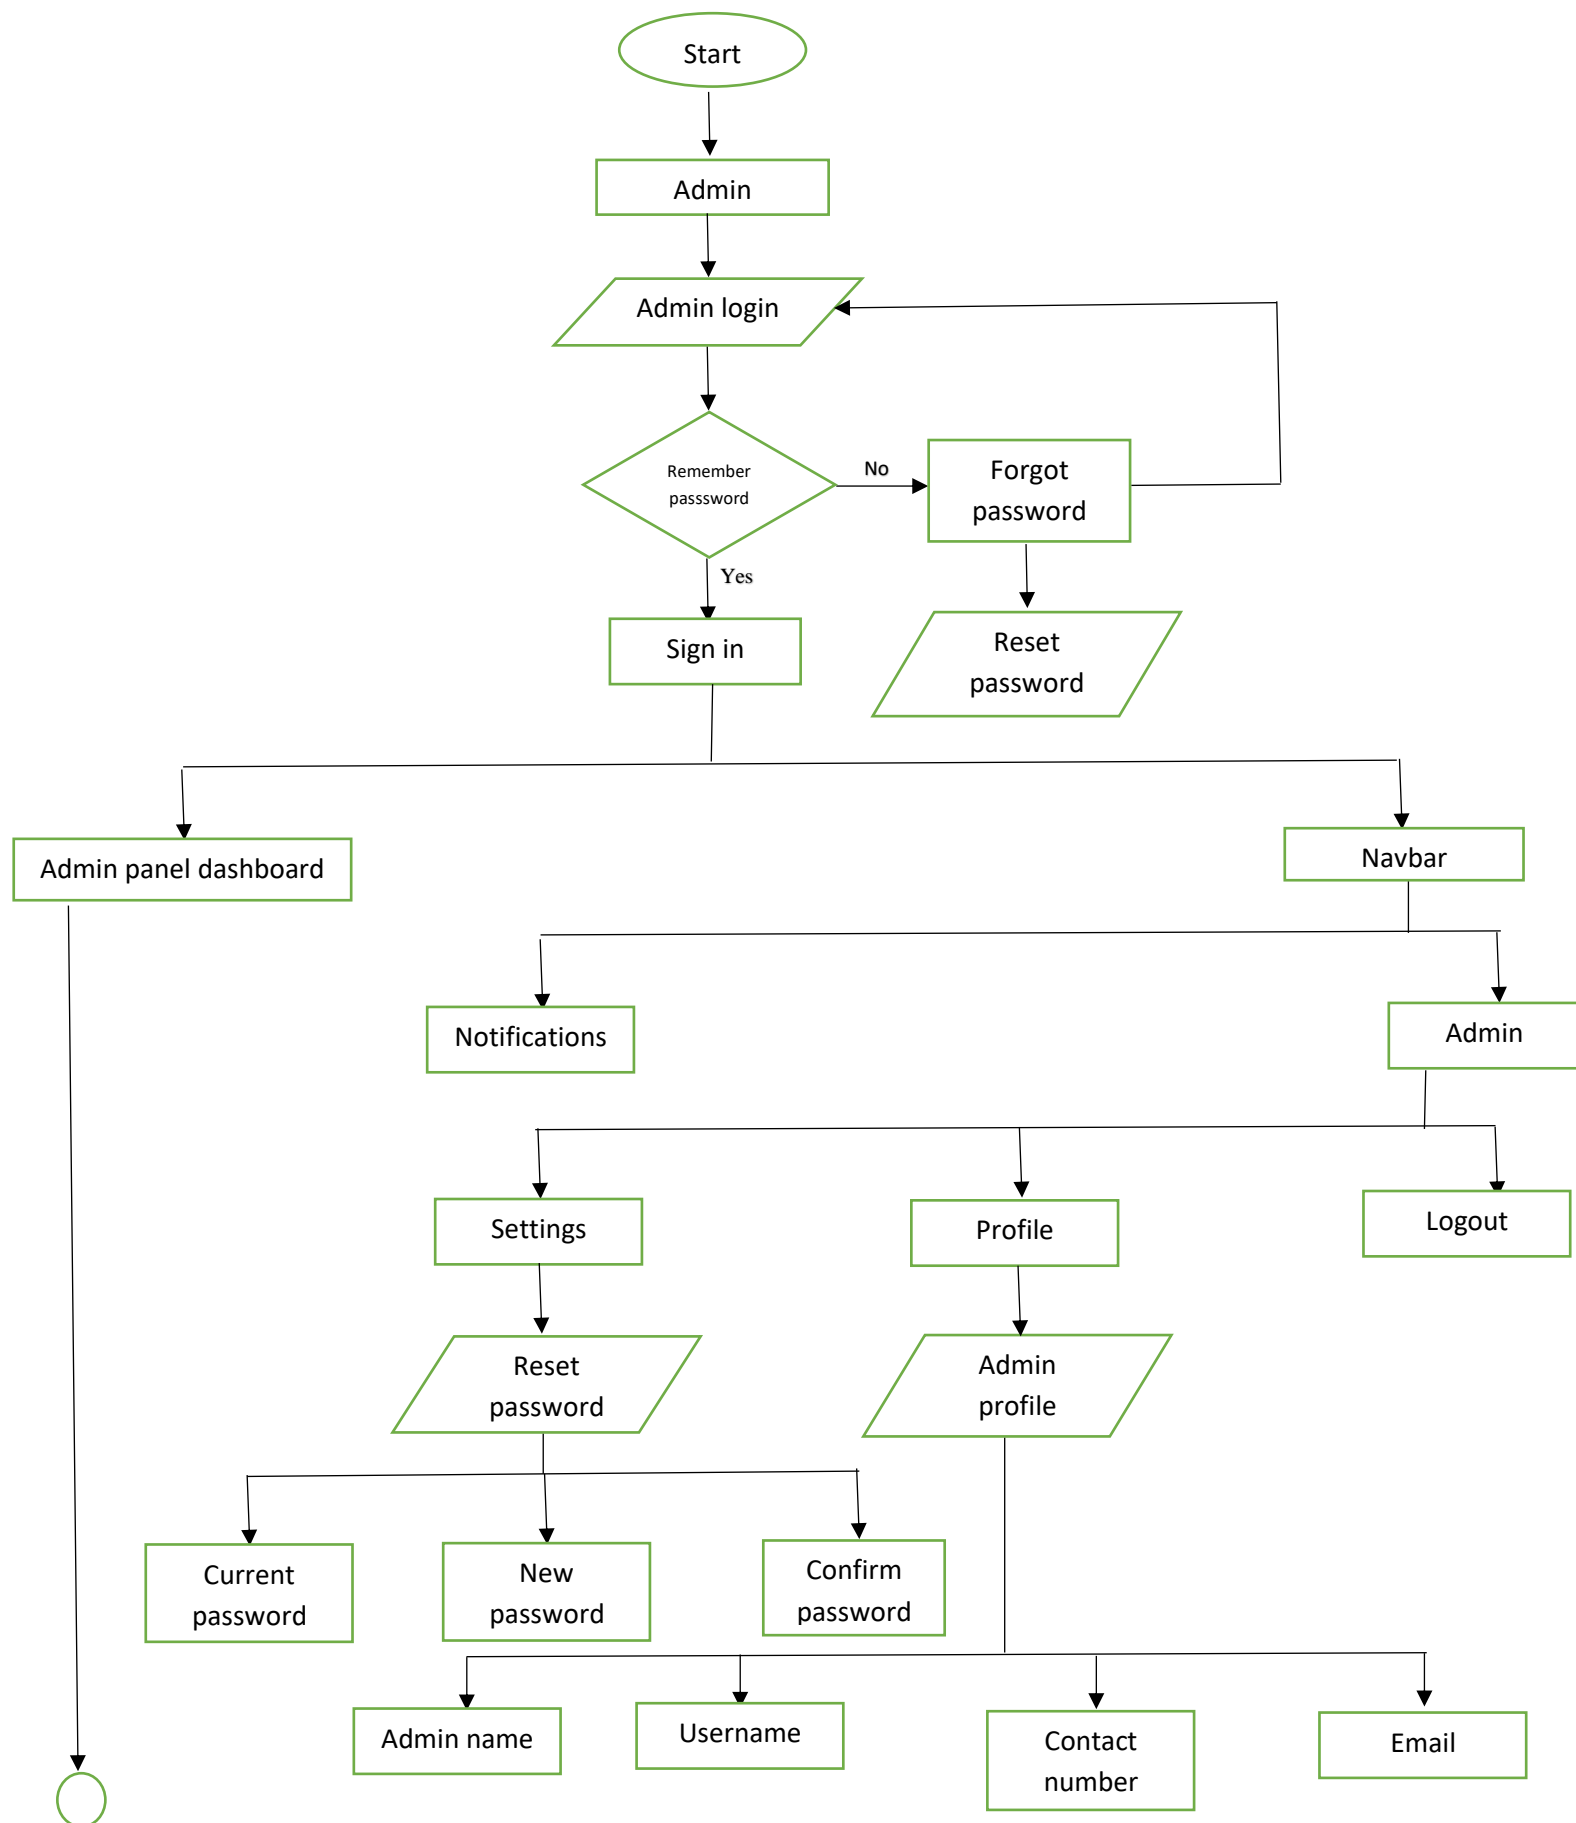 Start
Admin
Admin login
Remember
passsword
No
Forgot
password
Yes
Sign in
Reset
password
Admin panel dashboard
Navbar
Notifications
Admin
Settings
Profile
Logout
Reset
password
Admin
profile
Current
password
New
password
Confirm
password
Admin name
Username
Contact
number
Email